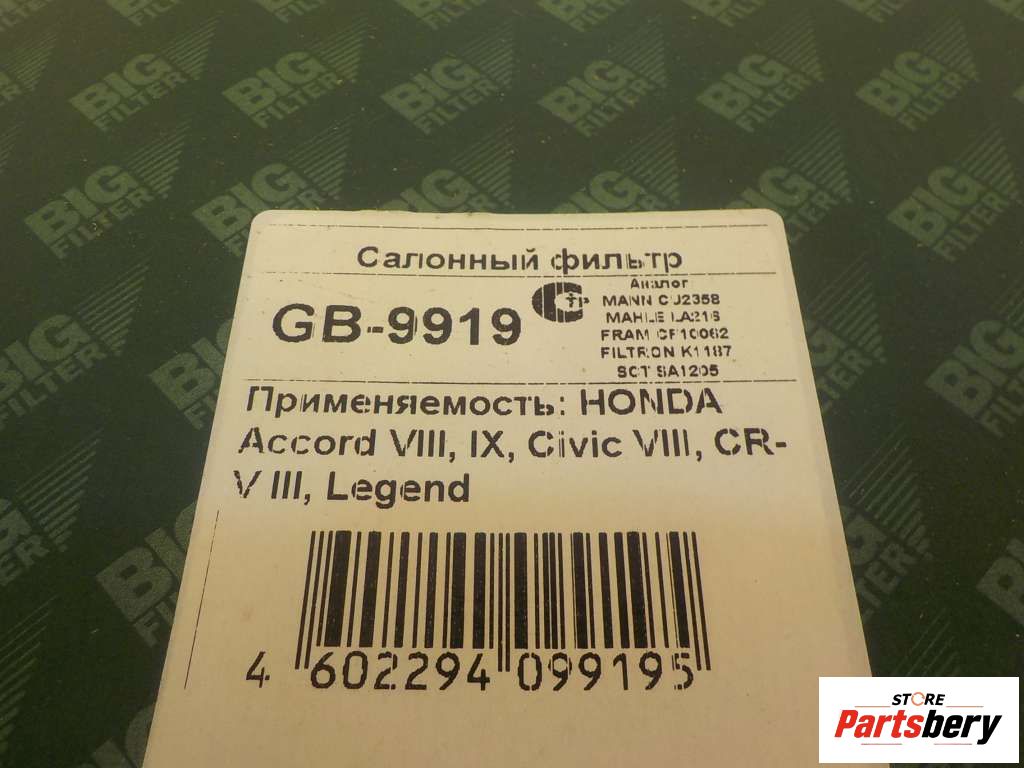 BIG FILTER
Салонный фильтр
GB-9919
Аналог
MANN CU2358
MAHLE LA216
FRAM CF10062
FILTRON K1187
SCT SA1205
Применяемость: HONDA
Accord VIII, IX, Civic VIII, CR-
V III, Legend
4 602294 099195
STORE
Partsbery